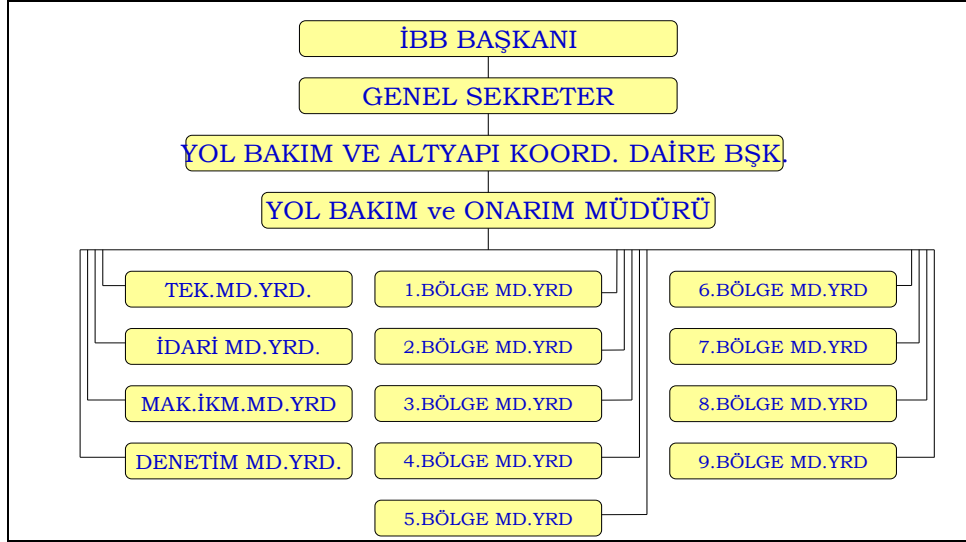 İBB BAŞKANI
GENEL SEKRETER
YOL BAKIM VE ALTYAPI KOORD. DAİRE BŞK.
YOL BAKIM ve ONARIM MÜDÜRÜ
TEK.MD.YRD.
İDARİ MD.YRD.
MAK.İKM.MD.YRD
DENETİM MD.YRD.
1.BÖLGE MD.YRD
2.BÖLGE MD.YRD
3.BÖLGE MD.YRD
4.BÖLGE MD.YRD
5.BÖLGE MD.YRD
6.BÖLGE MD.YRD
7.BÖLGE MD.YRD
8.BÖLGE MD.YRD
9.BÖLGE MD.YRD